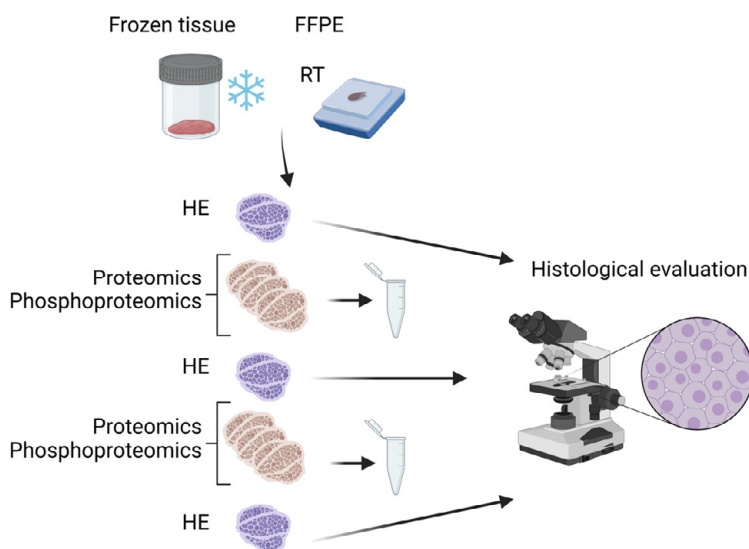 Frozen tissue
FFPE
RT
HE
Proteomics
Phosphoproteomics
Histological evaluation
HE
Proteomics
Phosphoproteomics
HE